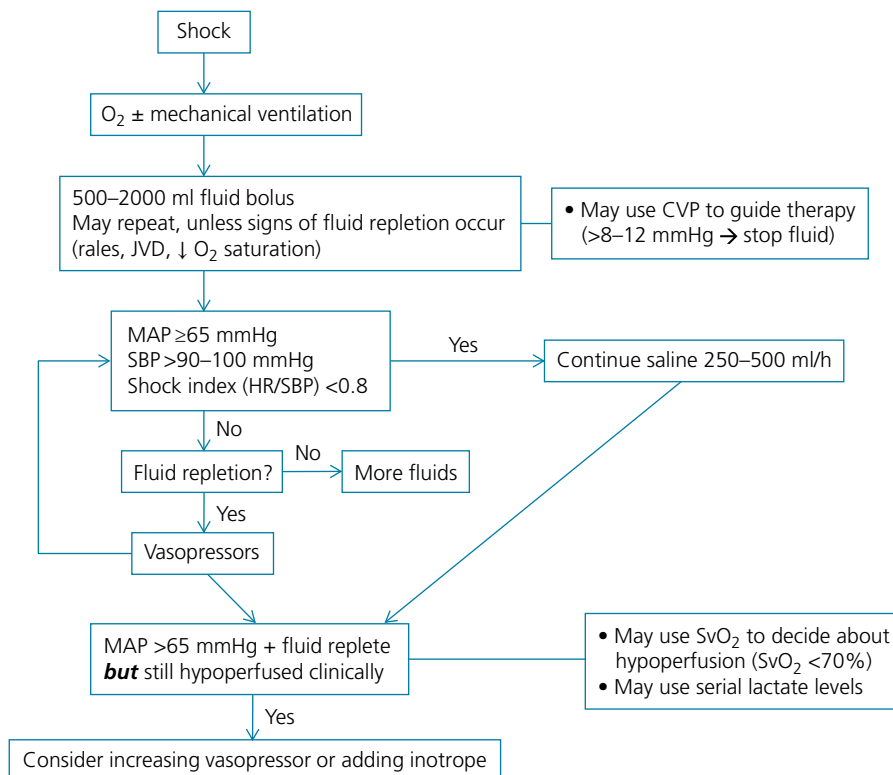 Shock
O₂ ± mechanical ventilation
500–2000 ml fluid bolus
May repeat, unless signs of fluid repletion occur
(rales, JVD, ↓ O₂ saturation)
• May use CVP to guide therapy
(>8–12 mmHg → stop fluid)
MAP ≥65 mmHg
SBP >90–100 mmHg
Shock index (HR/SBP) <0.8
Yes
Continue saline 250–500 ml/h
No
Fluid repletion?
No
More fluids
Yes
Vasopressors
MAP >65 mmHg + fluid replete
but still hypoperfused clinically
• May use SvO₂ to decide about
hypoperfusion (SvO₂ <70%)
• May use serial lactate levels
Yes
Consider increasing vasopressor or adding inotrope